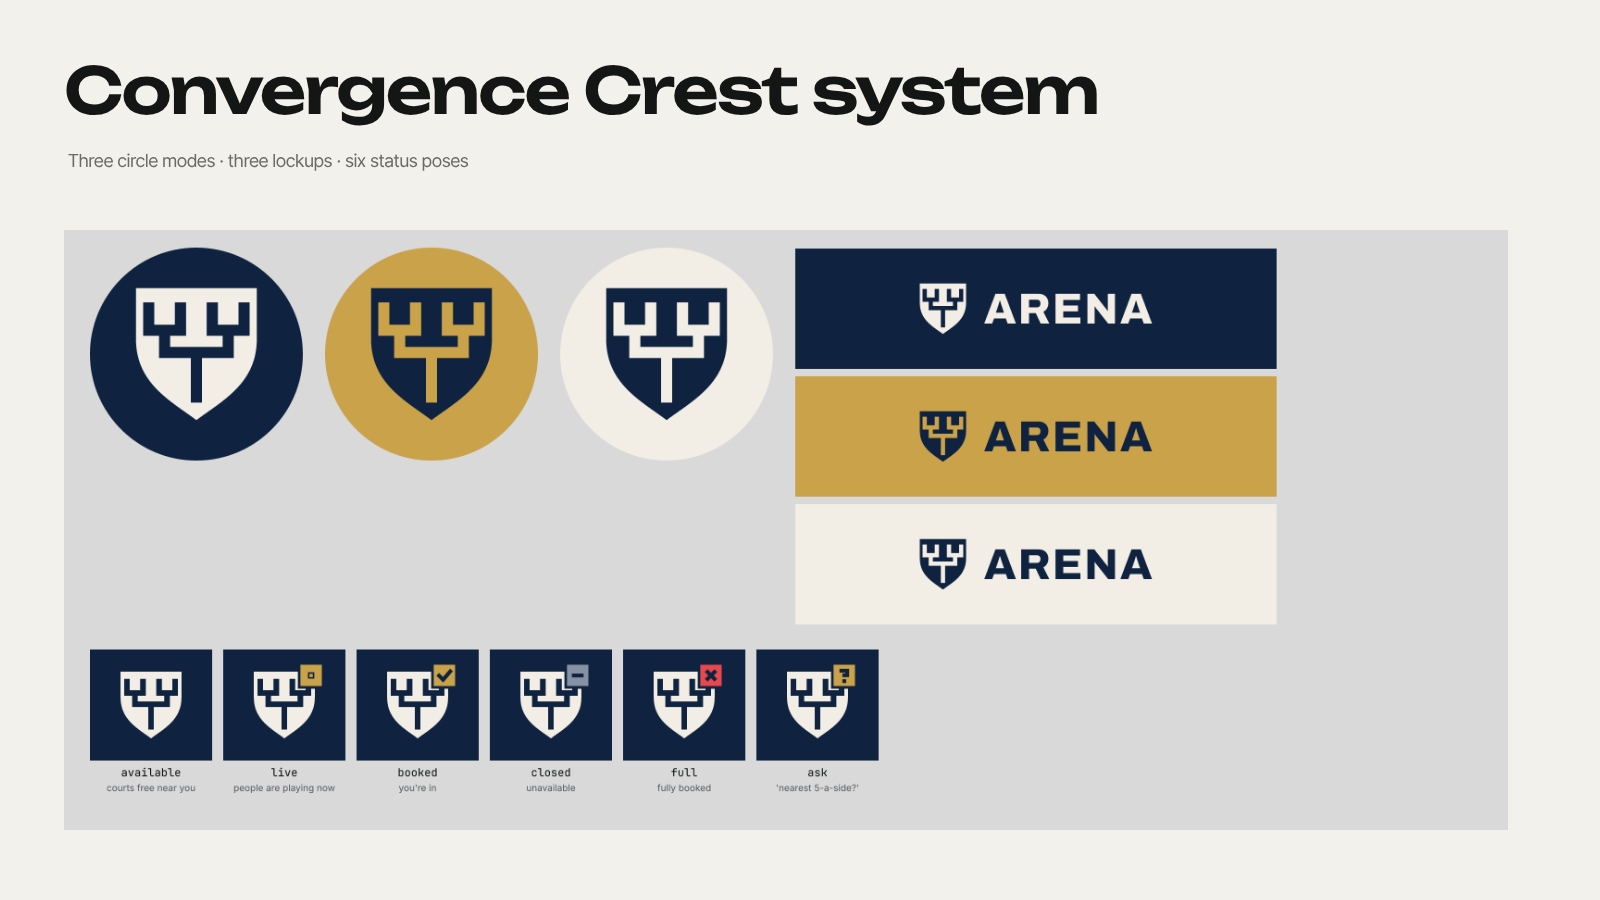 Convergence Crest system
Three circle modes · three lockups · six status poses
ARENA
ARENA
ARENA
available
courts free near you
live
people are playing now
booked
you're in
closed
unavailable
full
fully booked
?
ask
'nearest 5-a-side?'